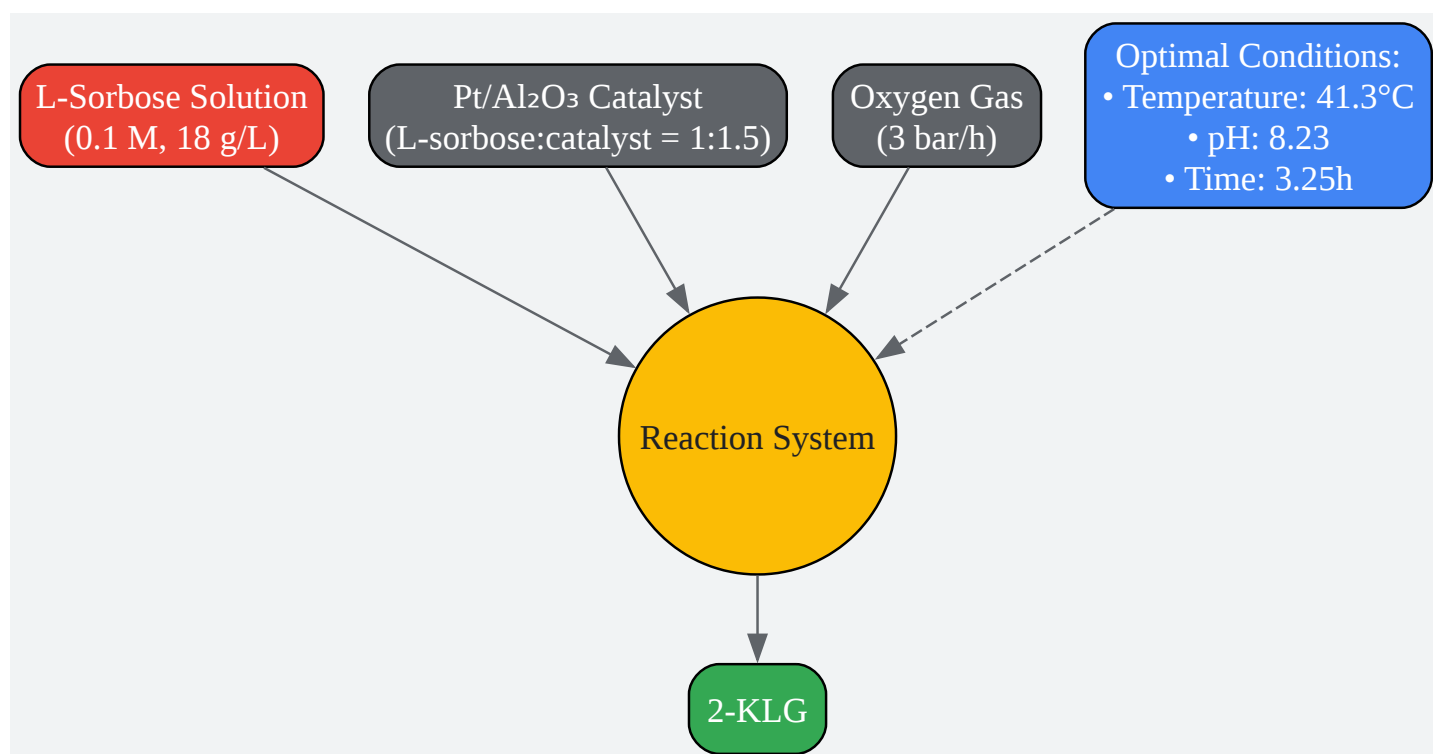 L-Sorbose Solution
(0.1 M, 18 g/L)
Pt/Al₂O₃ Catalyst
(L-sorbose:catalyst = 1:1.5)
Oxygen Gas
(3 bar/h)
Optimal Conditions:
• Temperature: 41.3°C
• pH: 8.23
• Time: 3.25h
Reaction System
2-KLG